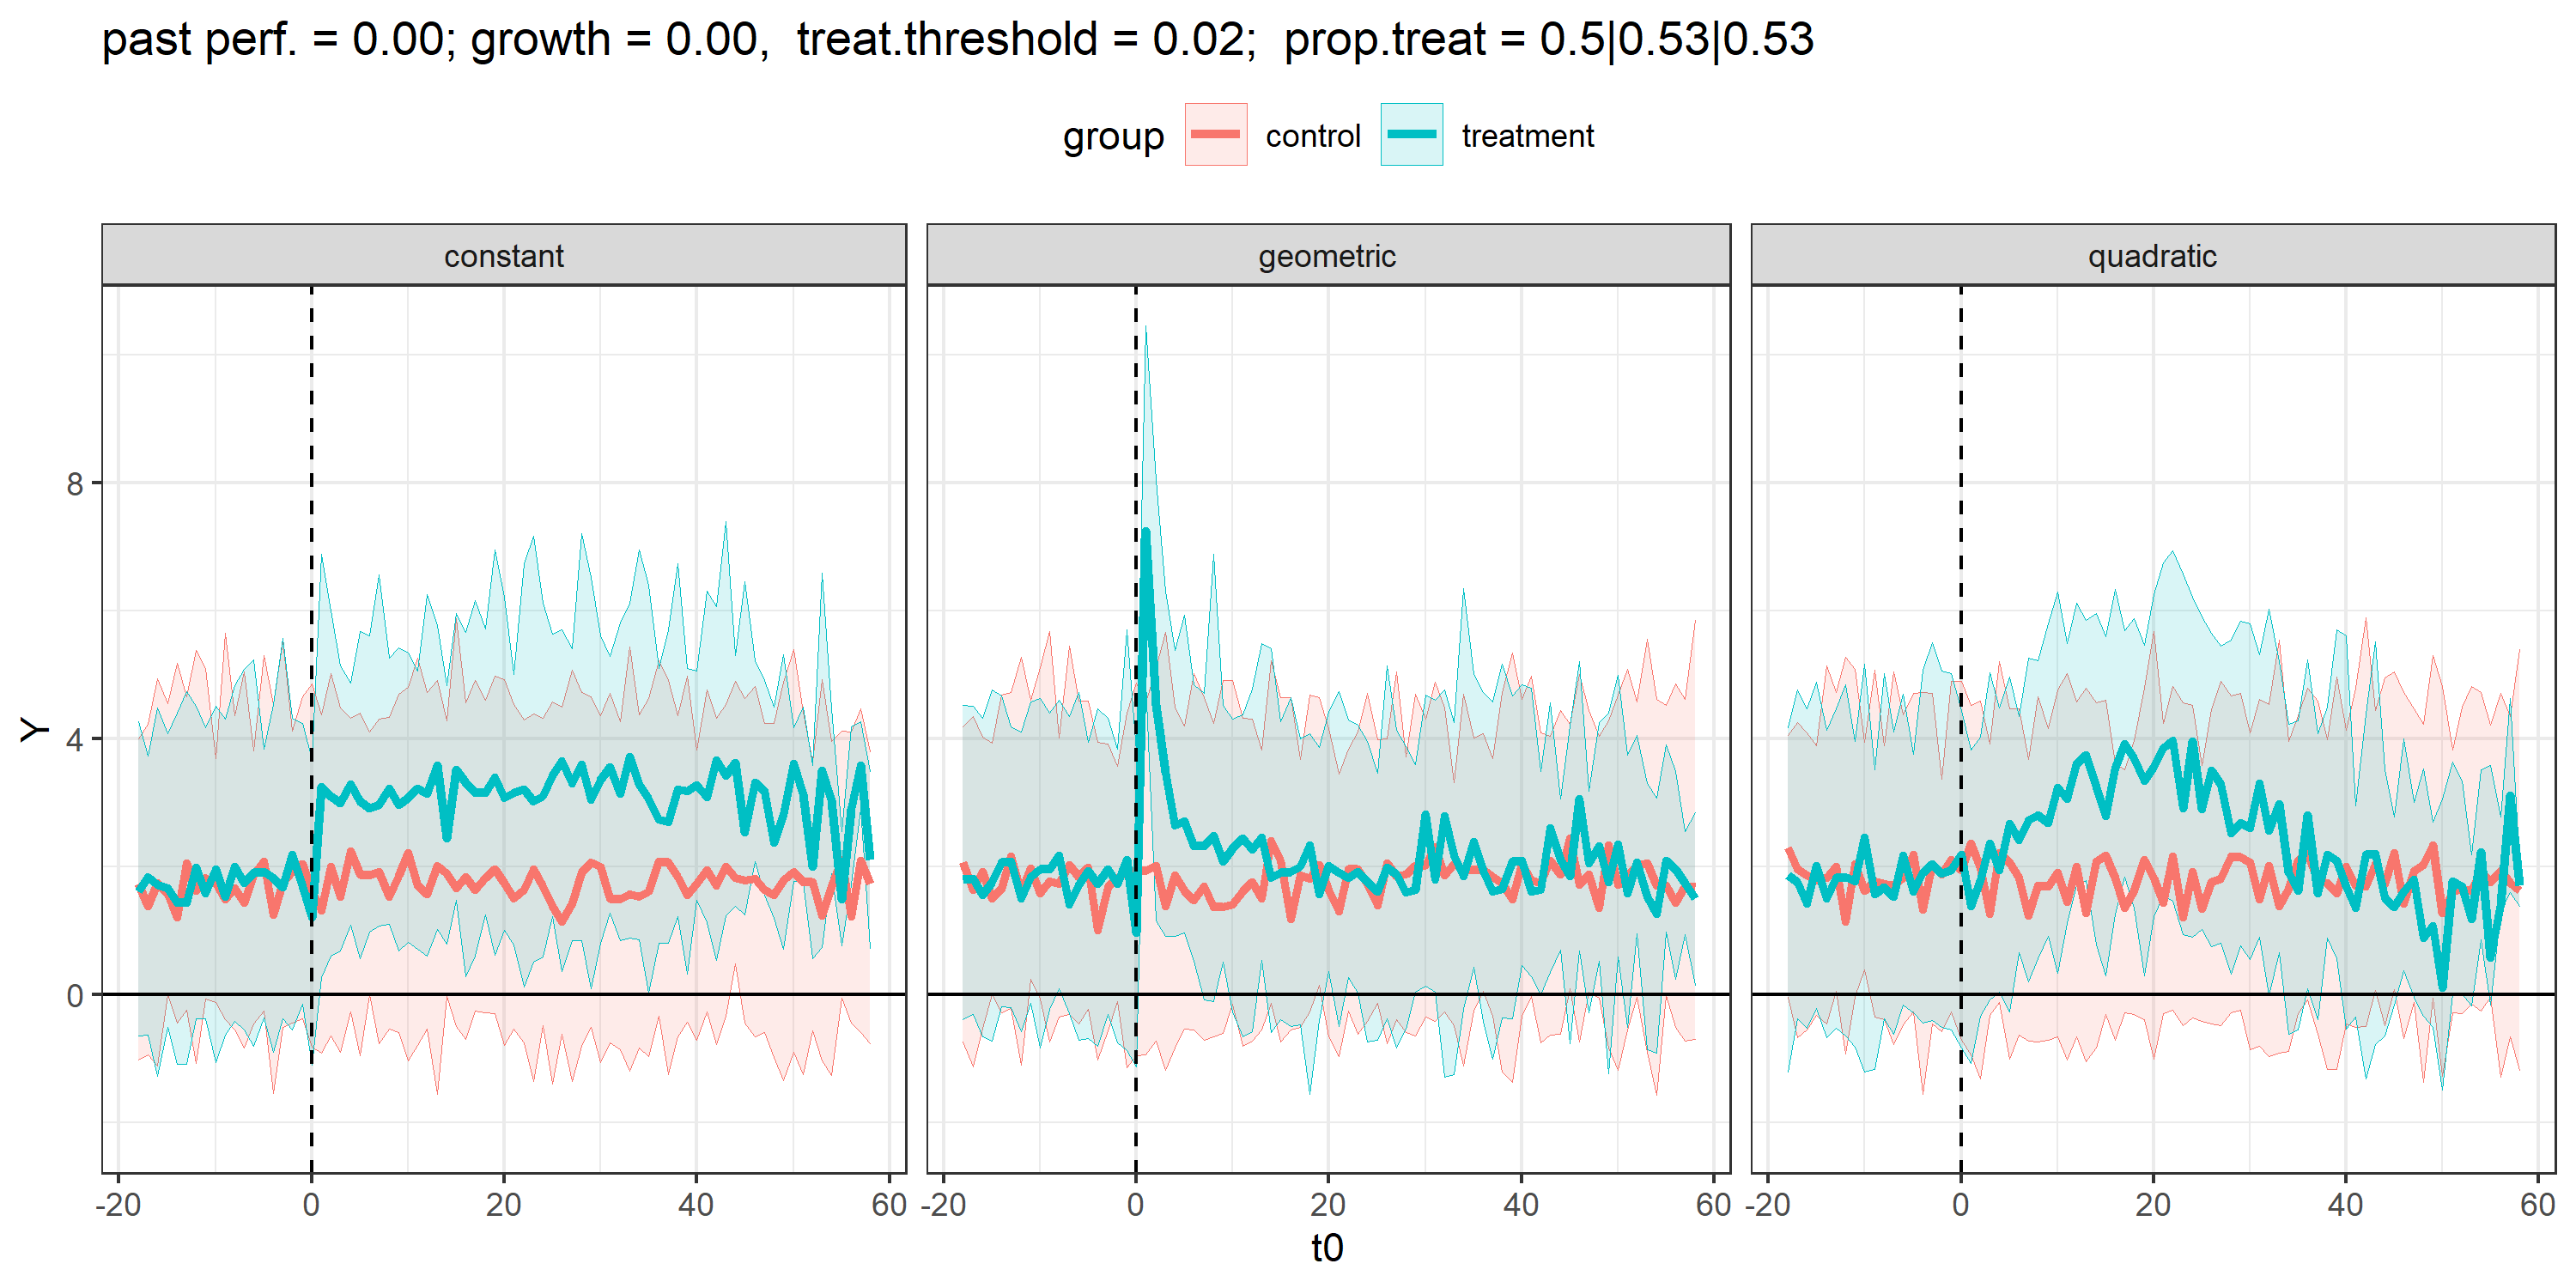 past perf. = 0.00; growth = 0.00,  treat.threshold = 0.02;  prop.treat = 0.5|0.53|0.53
group control treatment
constant geometric quadratic
Y
8
4
0
-20 0 20 40 60 -20 0 20 40 60 -20 0 20 40 60
t0